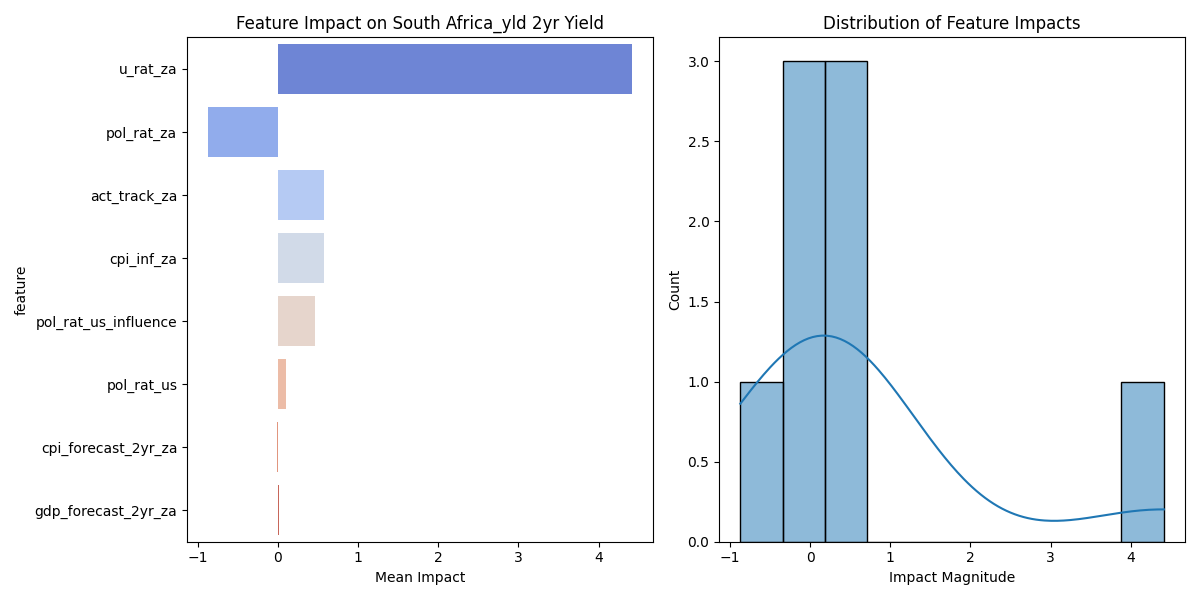 Feature Impact on South Africa_yld 2yr Yield
feature
u_rat_za
pol_rat_za
act_track_za
cpi_inf_za
pol_rat_us_influence
pol_rat_us
cpi_forecast_2yr_za
gdp_forecast_2yr_za
−1 0 1 2 3 4
Mean Impact
Distribution of Feature Impacts
Count
3.0
2.5
2.0
1.5
1.0
0.5
0.0
−1 0 1 2 3 4
Impact Magnitude